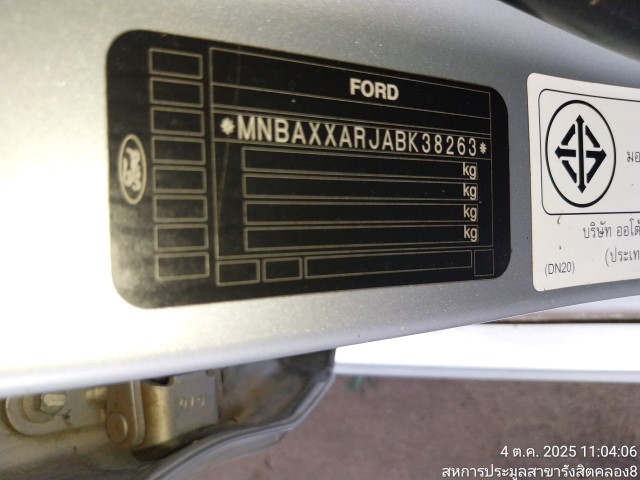 FORD
*MNBAXXARJABK38263*
kg
kg
kg
kg
มอ
บริษัท ออโต้
(ประเท
(DN20)
4 ต.ค. 2025 11:04:06
สหการประมูลสาขารังสิตคลอง8